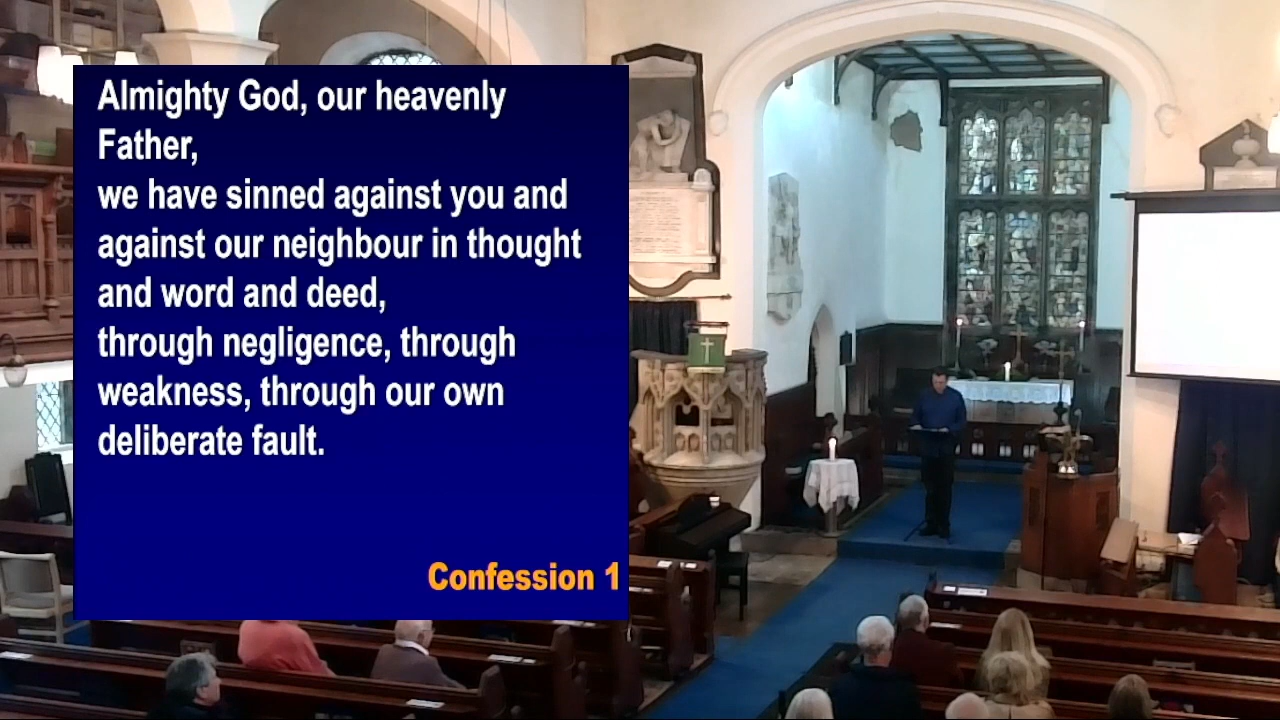 Almighty God, our heavenly
Father,
we have sinned against you and
against our neighbour in thought
and word and deed,
through negligence, through
weakness, through our own
deliberate fault.
Confession 1